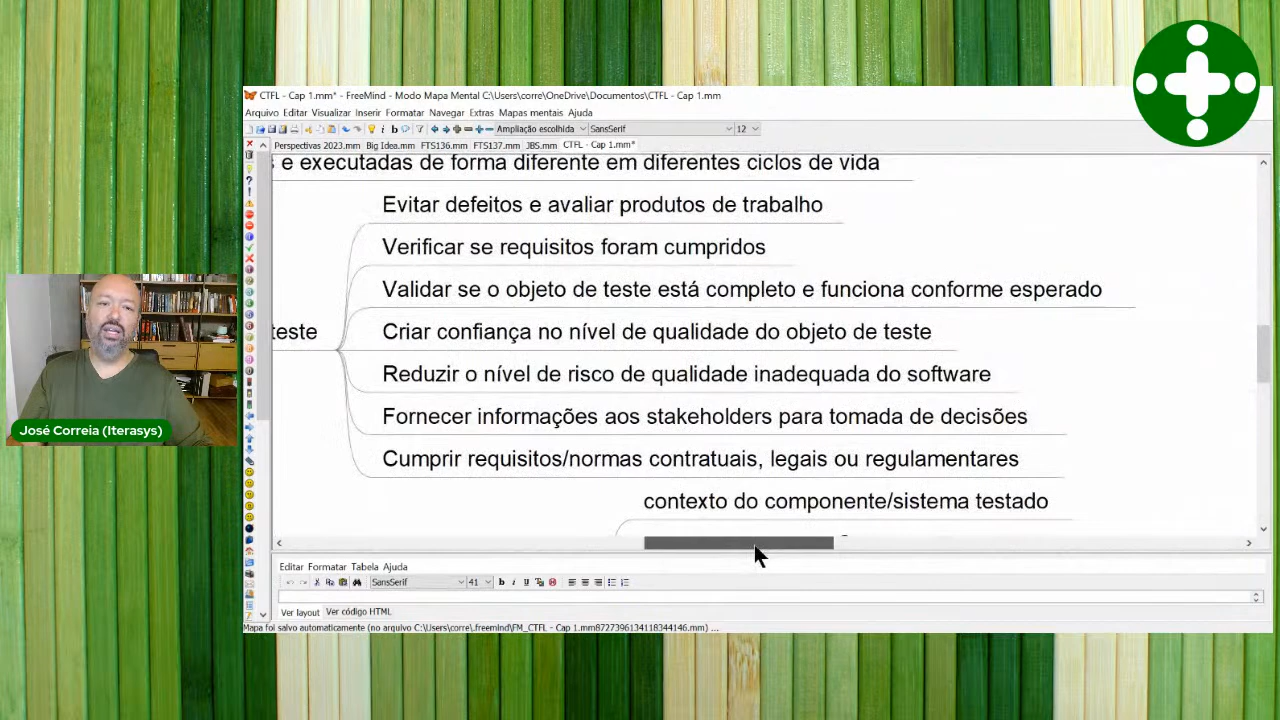 CTFL - Cap 1.mm* - FreeMind - Modo Mapa Mental C:\Users\corre\OneDrive\Documentos\CTFL - Cap 1.mm
Arquivo Editar Visualizar Inserir Formatar Navegar Extras Mapas mentais Ajuda
Ampliação escolhida SansSerif 12
Perspectivas 2023.mm Big Idea.mm FTS136.mm FTS137.mm JBS.mm CTFL - Cap 1.mm*
s e executadas de forma diferente em diferentes ciclos de vida
Evitar defeitos e avaliar produtos de trabalho
Verificar se requisitos foram cumpridos
Validar se o objeto de teste está completo e funciona conforme esperado
teste
Criar confiança no nível de qualidade do objeto de teste
Reduzir o nível de risco de qualidade inadequada do software
Fornecer informações aos stakeholders para tomada de decisões
Cumprir requisitos/normas contratuais, legais ou regulamentares
contexto do componente/sistema testado
José Correia (Iterasys)
Editar Formatar Tabela Ajuda
SansSerif 41
Ver layout Ver código HTML
Mapa foi salvo automaticamente (no arquivo C:\Users\corre\.freemind\FM_CTFL - Cap 1.mm8727396134118344146.mm) ...